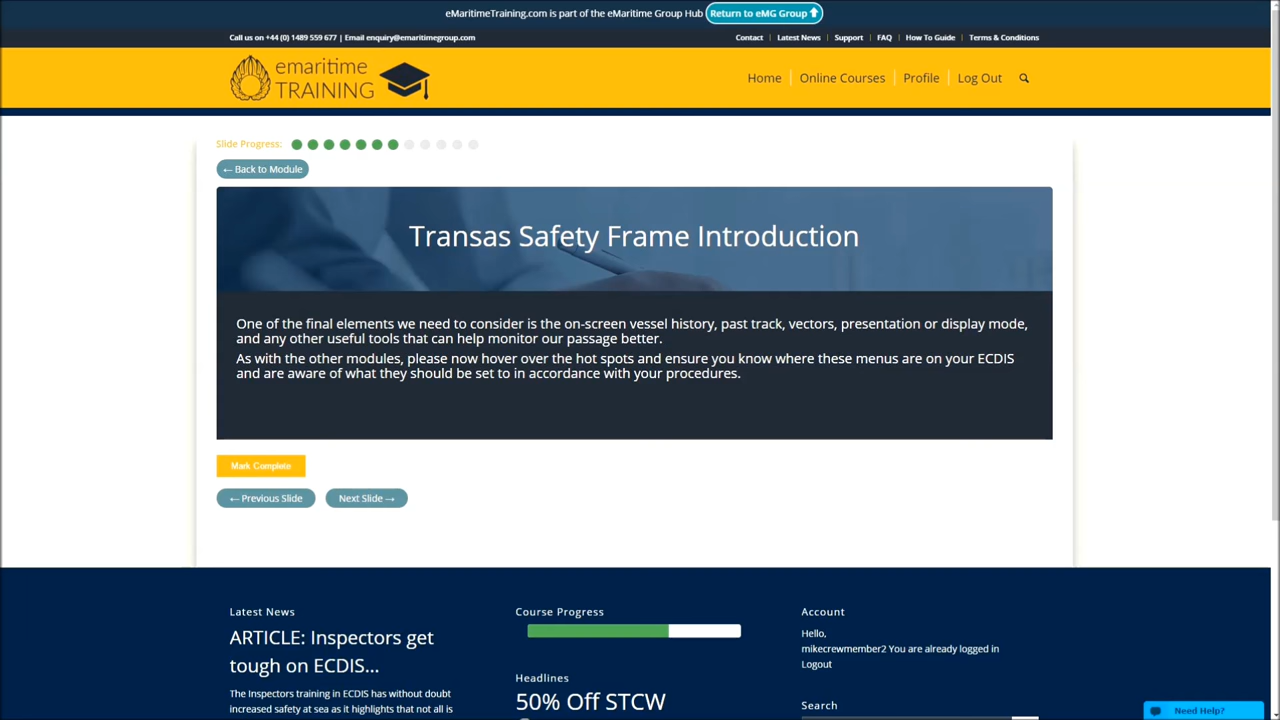 eMaritimeTraining.com is part of the eMaritime Group Hub Return to eMG Group
Call us on +44 (0) 1489 559 677 | Email enquiry@emaritimegroup.com
Contact | Latest News | Support | FAQ | How To Guide | Terms & Conditions
emaritime
TRAINING
Home | Online Courses | Profile | Log Out
Slide Progress:
← Back to Module
Transas Safety Frame Introduction
One of the final elements we need to consider is the on-screen vessel history, past track, vectors, presentation or display mode,
and any other useful tools that can help monitor our passage better.
As with the other modules, please now hover over the hot spots and ensure you know where these menus are on your ECDIS
and are aware of what they should be set to in accordance with your procedures.
Mark Complete
← Previous Slide
Next Slide →
Latest News
ARTICLE: Inspectors get
tough on ECDIS...
The Inspectors training in ECDIS has without doubt
increased safety at sea as it highlights that not all is
Course Progress
Headlines
50% Off STCW
Account
Hello,
mikecrewmember2 You are already logged in
Logout
Search
Need Help?